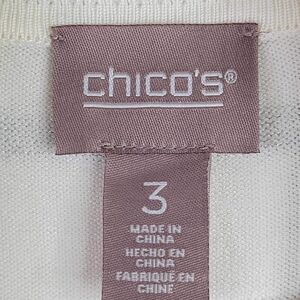 chico's®
3
MADE IN
CHINA
HECHO EN
CHINA
FABRIQUÉ EN
CHINE